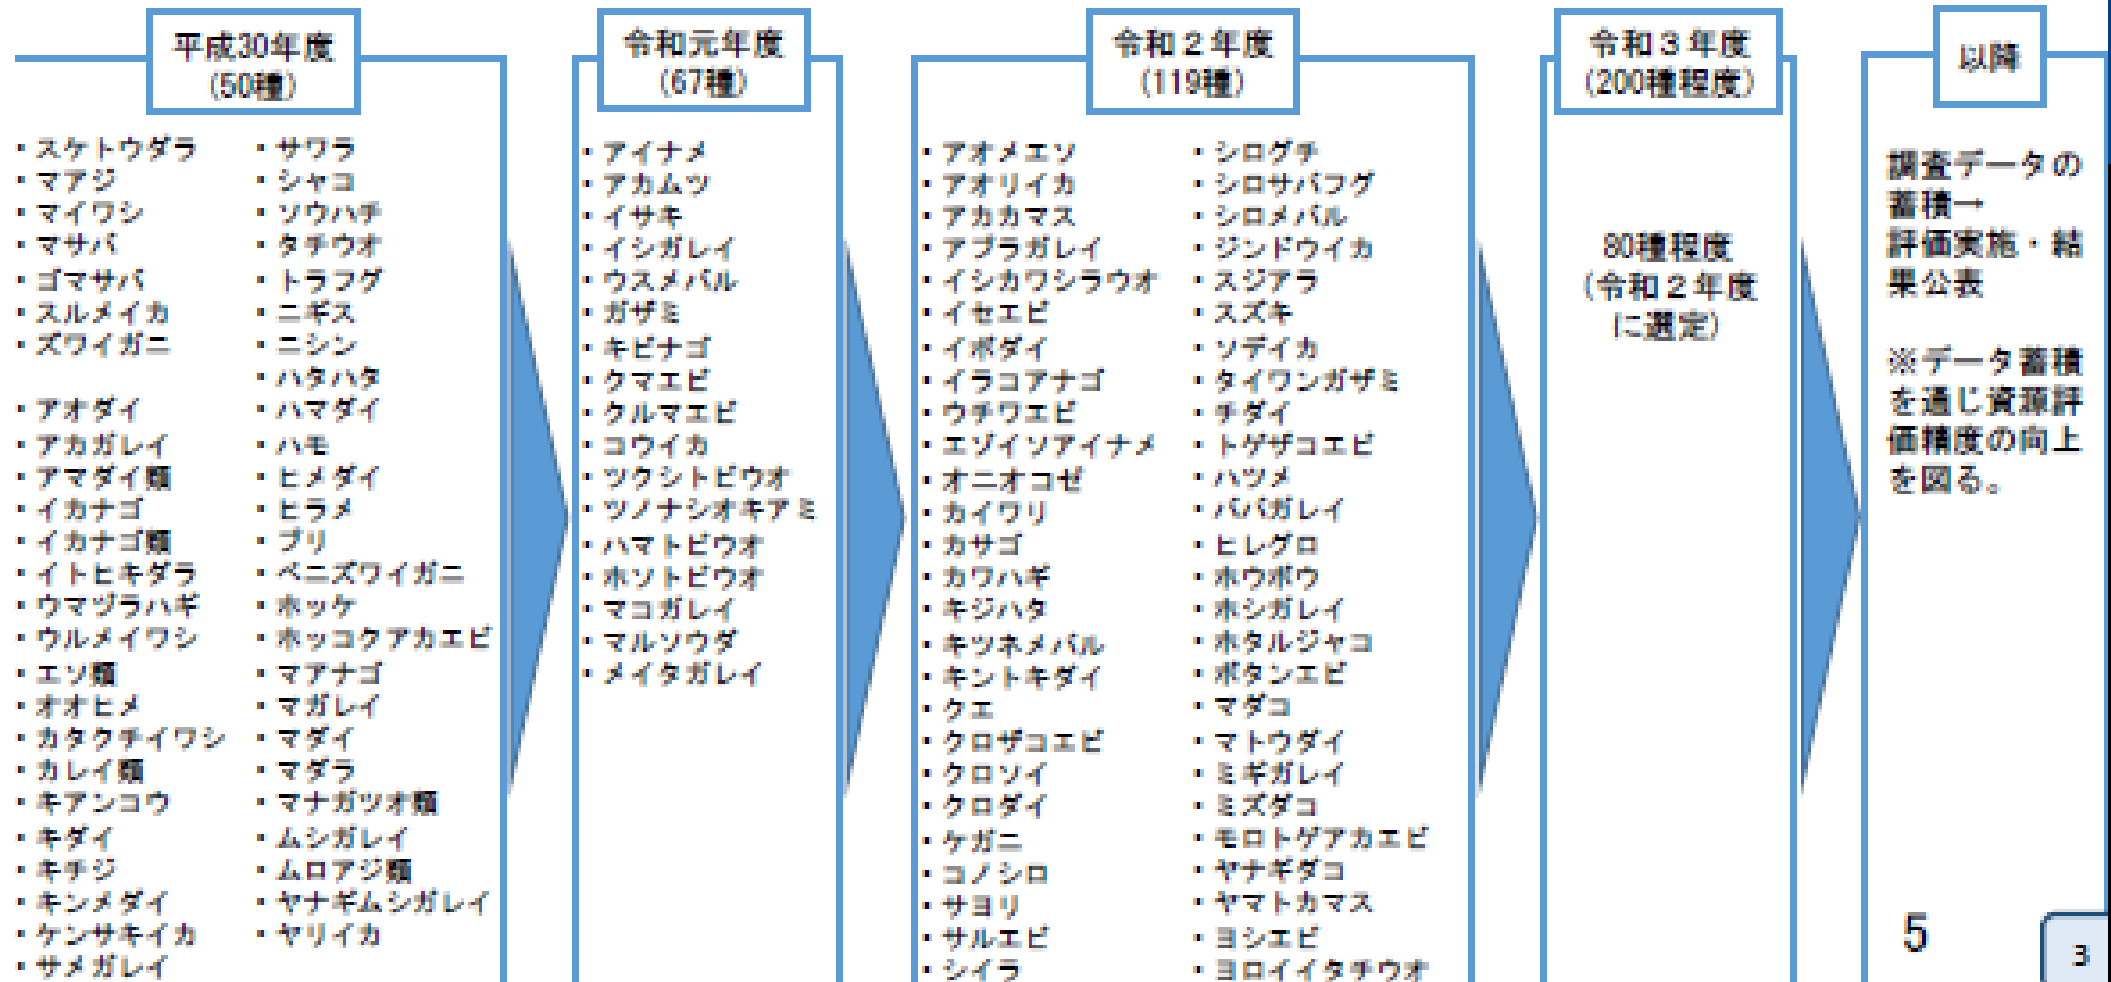 平成30年度
(50種)
・スケトウダラ
・マアジ
・マイワシ
・マサバ
・ゴマサバ
・スルメイカ
・ズワイガニ
・アオダイ
・アカガレイ
・アマダイ類
・イカナゴ
・イカナゴ類
・イトヒキダラ
・ウマヅラハギ
・ウルメイワシ
・エソ類
・オオヒメ
・カタクチイワシ
・カレイ類
・キアンコウ
・キダイ
・キチジ
・キンメダイ
・ケンサキイカ
・サメガレイ
・サワラ
・シャコ
・ソウハチ
・タチウオ
・トラフグ
・ニギス
・ニシン
・ハタハタ
・ハマダイ
・ハモ
・ヒメダイ
・ヒラメ
・ブリ
・ベニズワイガニ
・ホッケ
・ホッコクアカエビ
・マアナゴ
・マガレイ
・マダイ
・マダラ
・マナガツオ類
・ムシガレイ
・ムロアジ類
・ヤナギムシガレイ
・ヤリイカ
令和元年度
(67種)
・アイナメ
・アカムツ
・イサキ
・イシガレイ
・ウスメバル
・ガザミ
・キビナゴ
・クマエビ
・クルマエビ
・コウイカ
・ツクシトビウオ
・ツノナシオキアミ
・ハマトビウオ
・ホソトビウオ
・マコガレイ
・マルソウダ
・メイタガレイ
令和２年度
(119種)
・アオメエソ
・アオリイカ
・アカカマス
・アブラガレイ
・イシカワシラウオ
・イセエビ
・イボダイ
・イラコアナゴ
・ウチワエビ
・エゾイソアイナメ
・オニオコゼ
・カイワリ
・カサゴ
・カワハギ
・キジハタ
・キツネメバル
・キントキダイ
・クエ
・クロザコエビ
・クロソイ
・クロダイ
・ケガニ
・コノシロ
・サヨリ
・サルエビ
・シイラ
・シログチ
・シロサバフグ
・シロメバル
・ジンドウイカ
・スジアラ
・スズキ
・ソデイカ
・タイワンガザミ
・チダイ
・トゲザコエビ
・ハツメ
・ババガレイ
・ヒレグロ
・ホウボウ
・ホシガレイ
・ホタルジャコ
・ボタンエビ
・マダコ
・マトウダイ
・ミギガレイ
・ミズダコ
・モロトゲアカエビ
・ヤナギダコ
・ヤマトカマス
・ヨシエビ
・ヨロイイタチウオ
令和３年度
(200種程度)
80種程度
(令和２年度
に選定)
以降
調査データの
蓄積→
評価実施・結
果公表
※データ蓄積
を通じ資源評
価精度の向上
を図る。
5
3